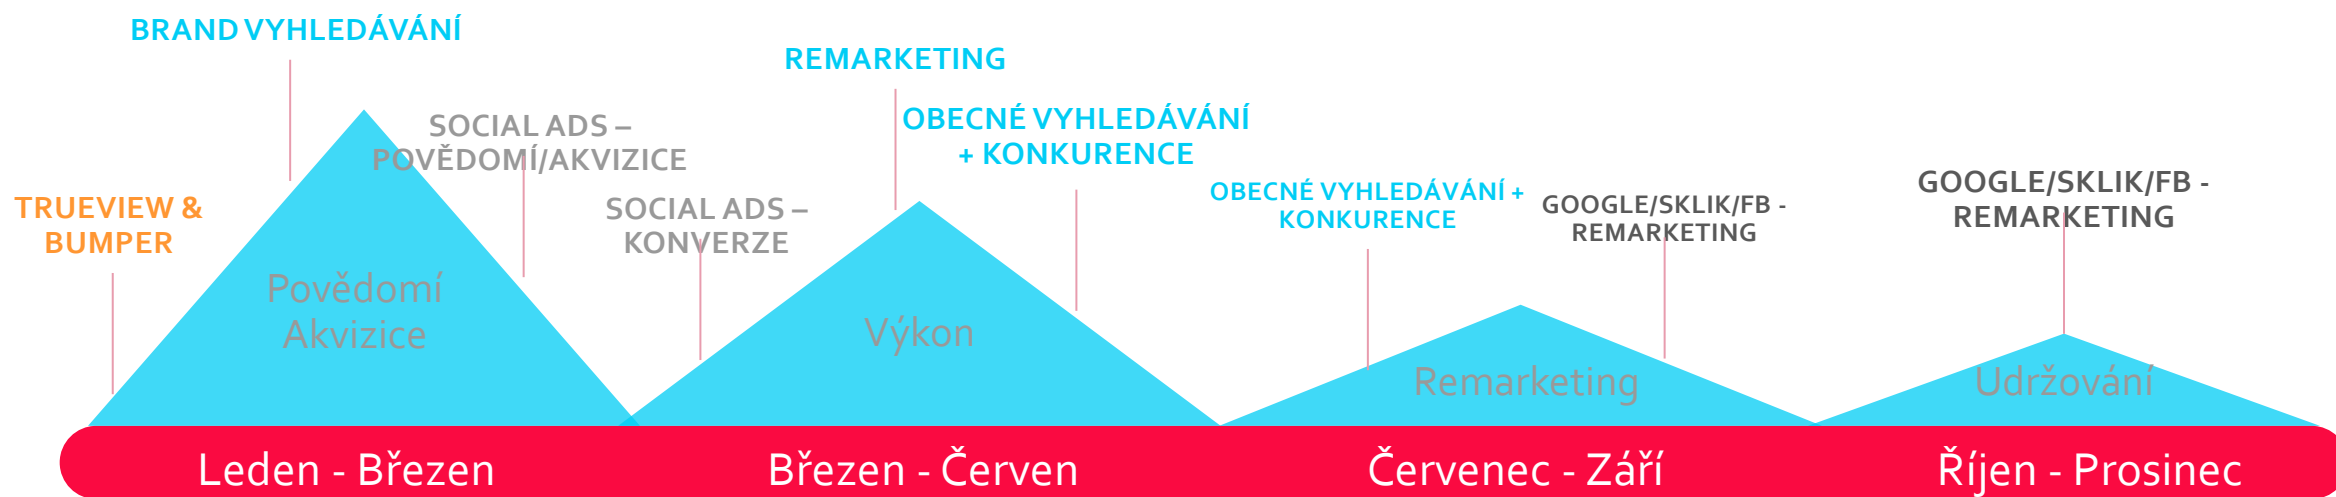 BRAND VYHLEDÁVÁNÍ
TRUEVIEW &
BUMPER
SOCIAL ADS –
POVĚDOMÍ/AKVIZICE
Povědomí
Akvizice
SOCIAL ADS –
KONVERZE
REMARKETING
OBECNÉ VYHLEDÁVÁNÍ
+ KONKURENCE
Výkon
OBECNÉ VYHLEDÁVÁNÍ +
KONKURENCE
GOOGLE/SKLIK/FB -
REMARKETING
Remarketing
GOOGLE/SKLIK/FB -
REMARKETING
Udržování
Leden - Březen
Březen - Červen
Červenec - Září
Říjen - Prosinec